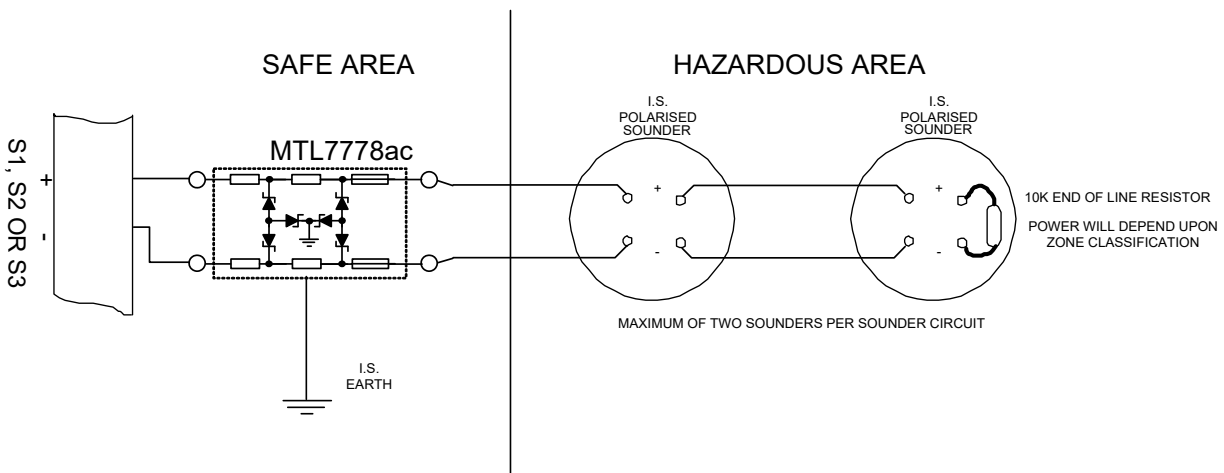 SAFE AREA
HAZARDOUS AREA
I.S.
POLARISED
SOUNDER
I.S.
POLARISED
SOUNDER
MTL7778ac
S1, S2 OR S3
+
-
+
-
+
-
10K END OF LINE RESISTOR
POWER WILL DEPEND UPON
ZONE CLASSIFICATION
MAXIMUM OF TWO SOUNDERS PER SOUNDER CIRCUIT
I.S.
EARTH